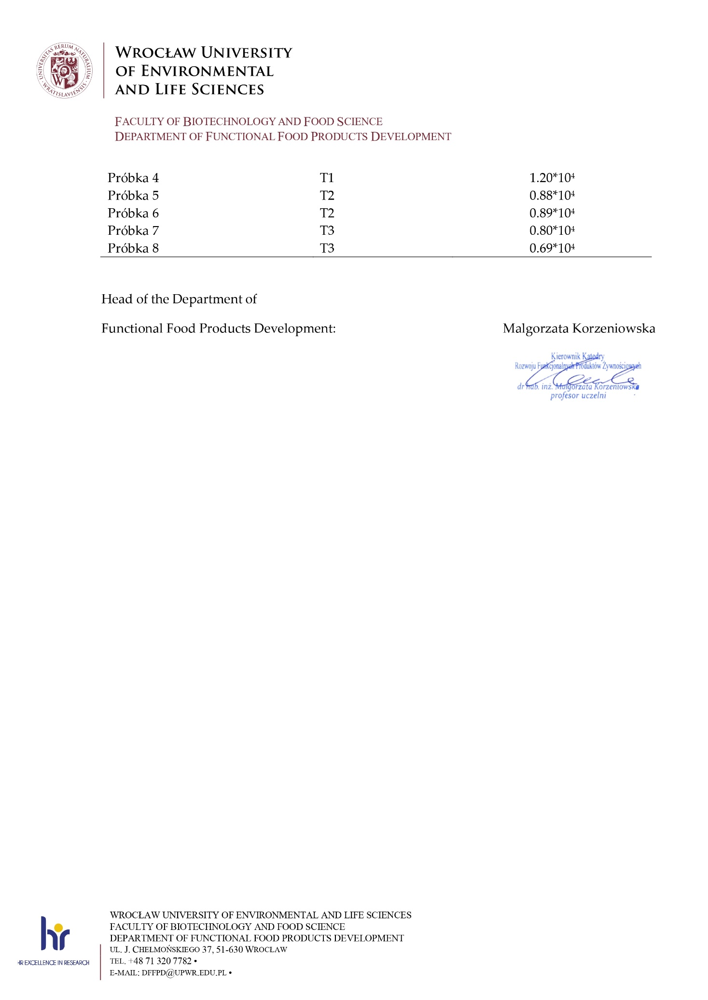 UNIVERSITAS RERUM NATURALIUM · WRATISLAVIENSIS ·
W
WROCŁAW UNIVERSITY
OF ENVIRONMENTAL
AND LIFE SCIENCES
FACULTY OF BIOTECHNOLOGY AND FOOD SCIENCE
DEPARTMENT OF FUNCTIONAL FOOD PRODUCTS DEVELOPMENT
Próbka 4 T1 1.20*10⁴
Próbka 5 T2 0.88*10⁴
Próbka 6 T2 0.89*10⁴
Próbka 7 T3 0.80*10⁴
Próbka 8 T3 0.69*10⁴
Head of the Department of
Functional Food Products Development: Malgorzata Korzeniowska
Kierownik Katedry
Rozwoju Funkcjonalnych Produktów Żywnościowych
dr hab. inż. Małgorzata Korzeniowska
profesor uczelni
hr
HR EXCELLENCE IN RESEARCH
WROCŁAW UNIVERSITY OF ENVIRONMENTAL AND LIFE SCIENCES
FACULTY OF BIOTECHNOLOGY AND FOOD SCIENCE
DEPARTMENT OF FUNCTIONAL FOOD PRODUCTS DEVELOPMENT
UL. J. CHEŁMOŃSKIEGO 37, 51-630 WROCŁAW
TEL. +48 71 320 7782 •
E-MAIL: DFFPD@UPWR.EDU.PL •